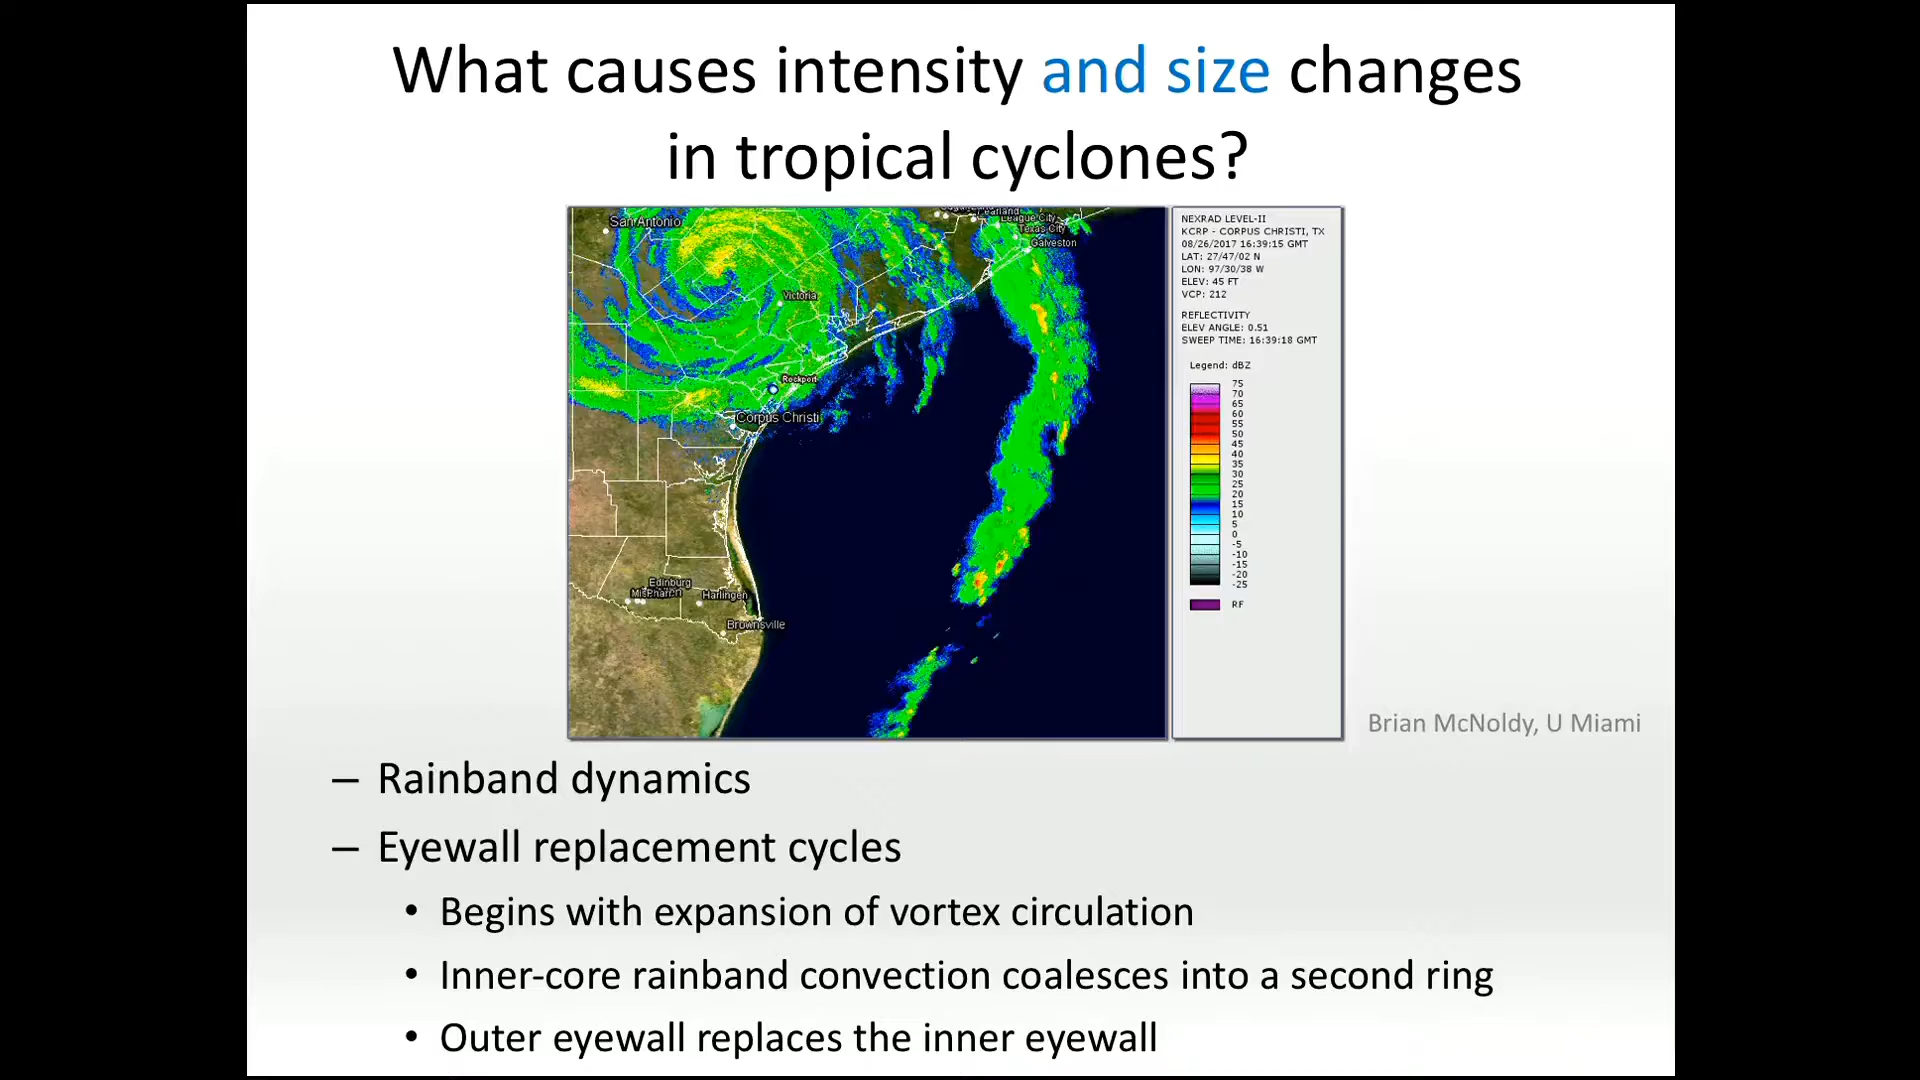 What causes intensity and size changes
in tropical cyclones?
San Antonio
Pearland
League City
Texas City
Galveston
Victoria
Rockport
Corpus Christi
Edinburg
Harlingen
Brownsville
NEXRAD LEVEL-II
KCRP - CORPUS CHRISTI, TX
08/26/2017 16:39:15 GMT
LAT: 27/47/02 N
LON: 97/30/38 W
ELEV: 45 FT
VCP: 212
REFLECTIVITY
ELEV ANGLE: 0.51
SWEEP TIME: 16:39:18 GMT
Legend: dBZ
75
70
65
60
55
50
45
40
35
30
25
20
15
10
5
0
-5
-10
-15
-20
-25
RF
Brian McNoldy, U Miami
– Rainband dynamics
– Eyewall replacement cycles
• Begins with expansion of vortex circulation
• Inner-core rainband convection coalesces into a second ring
• Outer eyewall replaces the inner eyewall